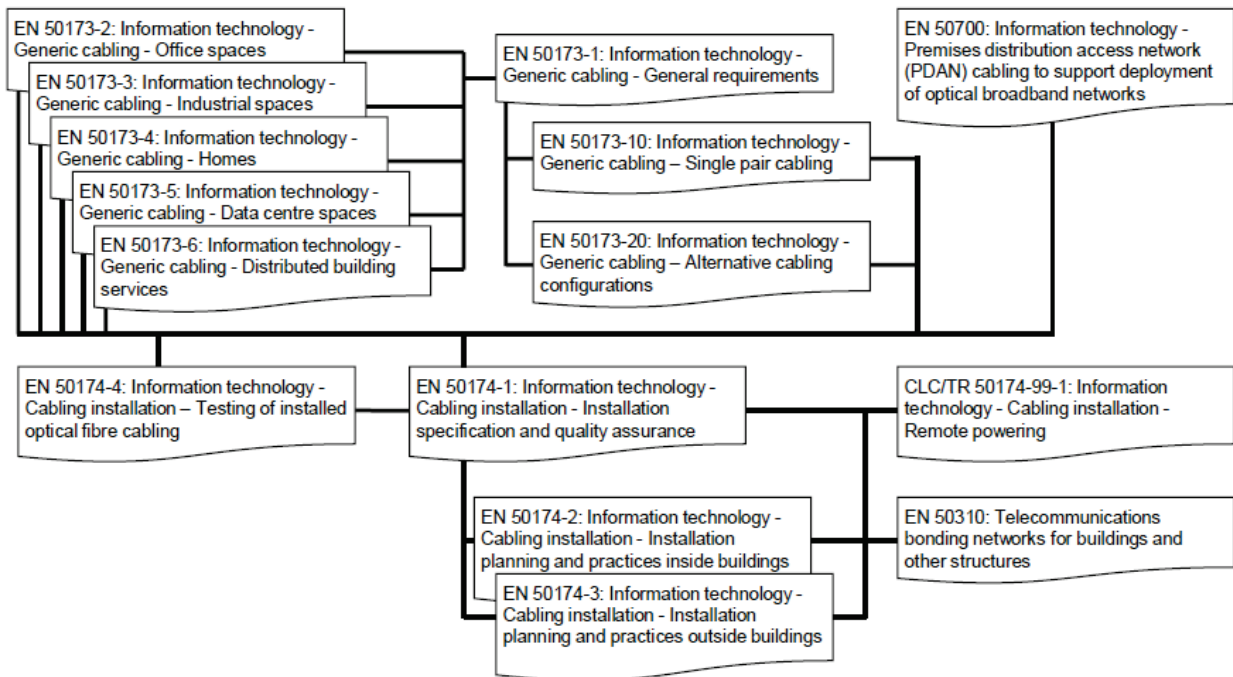 EN 50173-2: Information technology -
Generic cabling - Office spaces
EN 50173-3: Information technology -
Generic cabling - Industrial spaces
EN 50173-4: Information technology -
Generic cabling - Homes
EN 50173-5: Information technology -
Generic cabling - Data centre spaces
EN 50173-6: Information technology -
Generic cabling - Distributed building
services
EN 50173-1: Information technology -
Generic cabling - General requirements
EN 50173-10: Information technology -
Generic cabling – Single pair cabling
EN 50173-20: Information technology -
Generic cabling – Alternative cabling
configurations
EN 50700: Information technology -
Premises distribution access network
(PDAN) cabling to support deployment
of optical broadband networks
EN 50174-4: Information technology -
Cabling installation – Testing of installed
optical fibre cabling
EN 50174-1: Information technology -
Cabling installation - Installation
specification and quality assurance
CLC/TR 50174-99-1: Information
technology - Cabling installation -
Remote powering
EN 50174-2: Information technology -
Cabling installation - Installation
planning and practices inside buildings
EN 50174-3: Information technology -
Cabling installation - Installation
planning and practices outside buildings
EN 50310: Telecommunications
bonding networks for buildings and
other structures